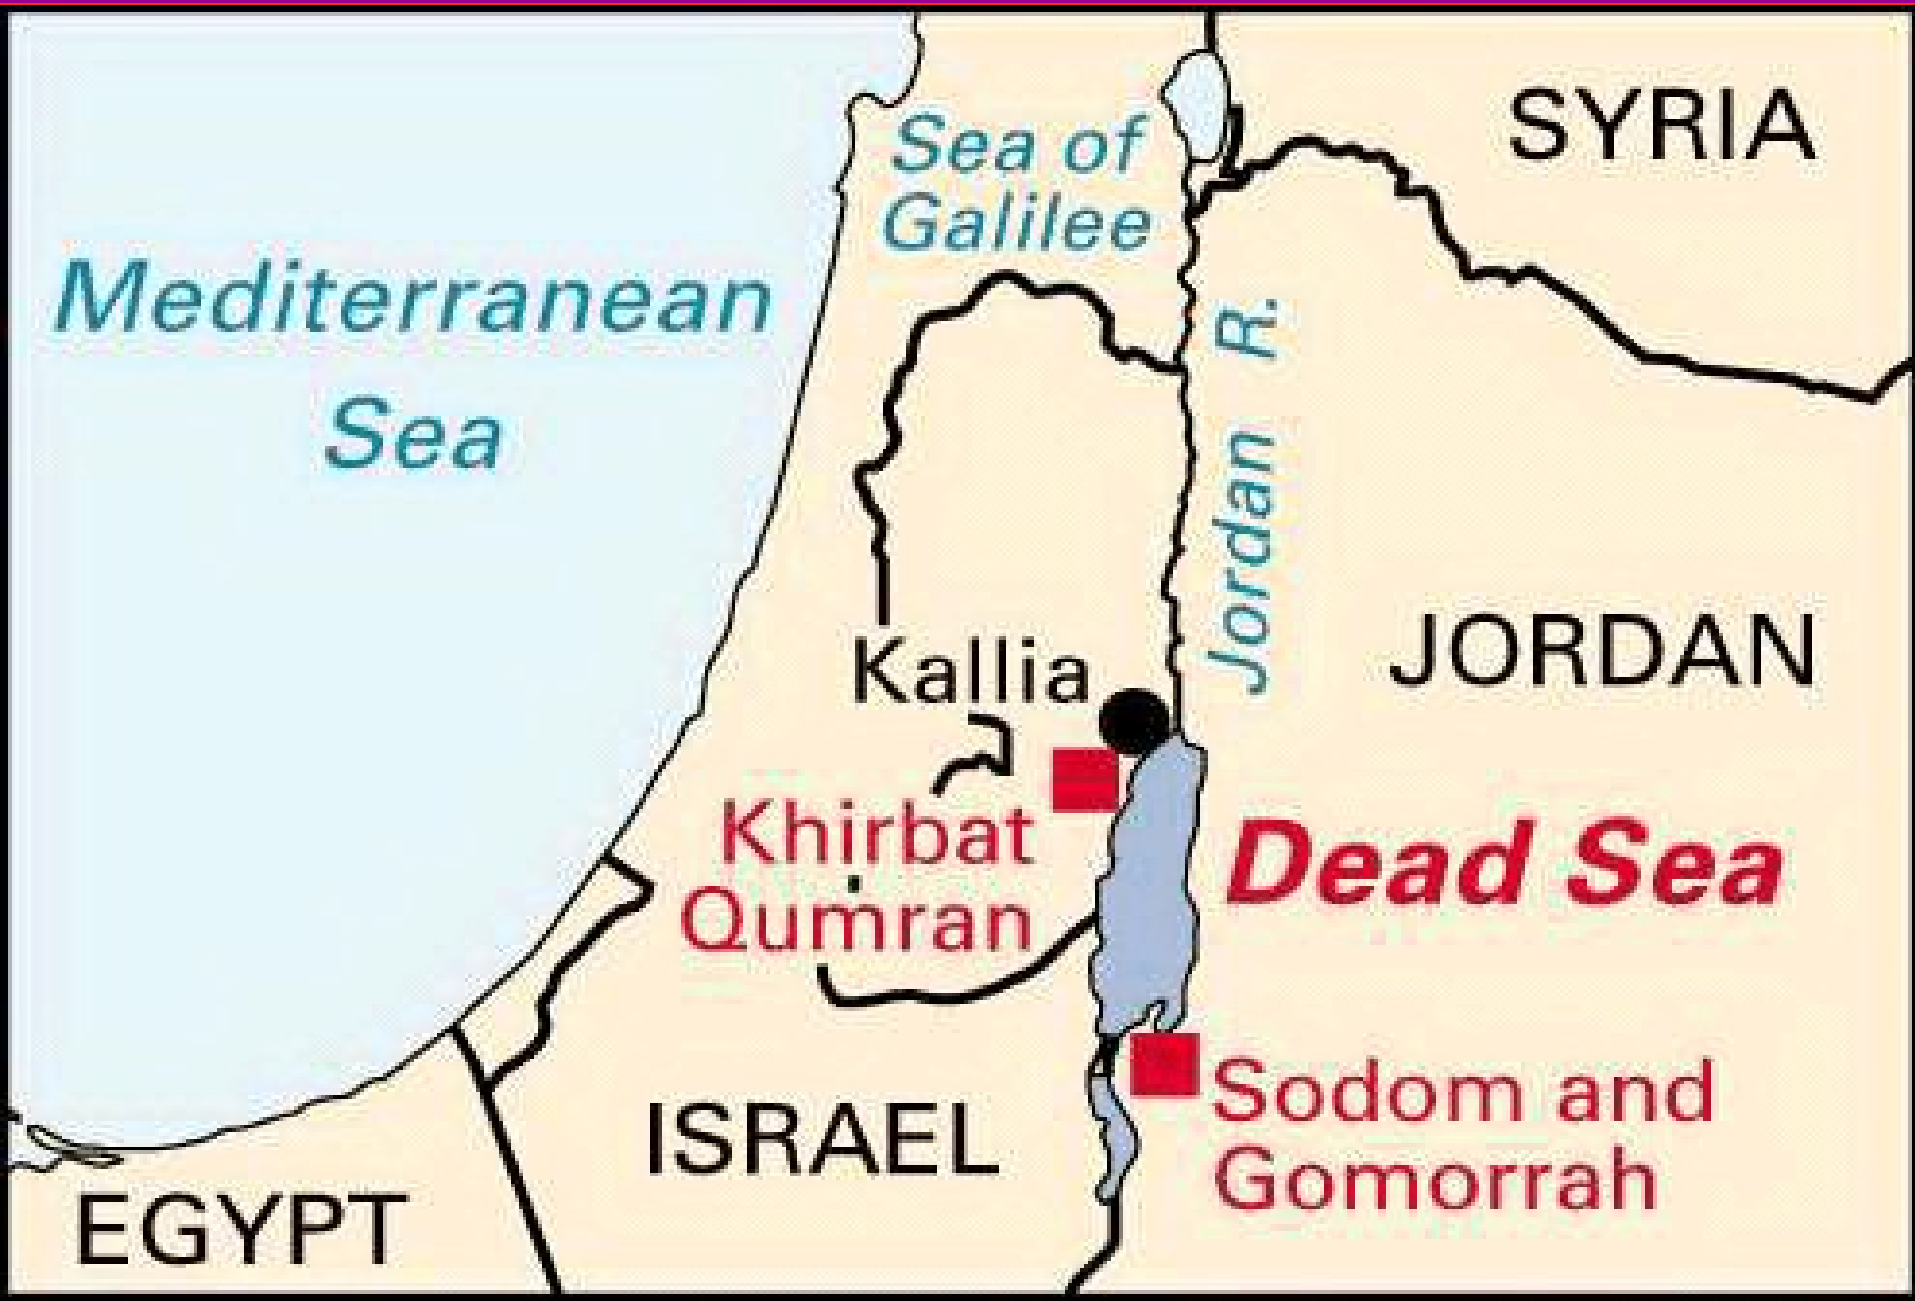 SYRIA
Sea of
Galilee
Mediterranean
Sea
Jordan R.
JORDAN
Kallia
Khirbat
Qumran
Dead Sea
Sodom and
Gomorrah
ISRAEL
EGYPT